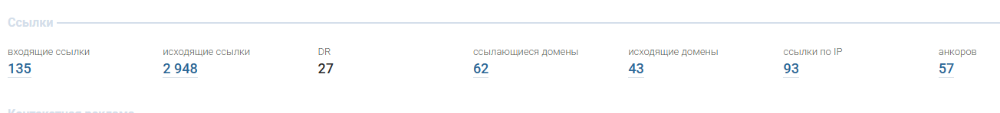 Ссылки
входящие ссылки исходящие ссылки DR ссылающиеся домены исходящие домены ссылки по IP анкоров
135 2 948 27 62 43 93 57